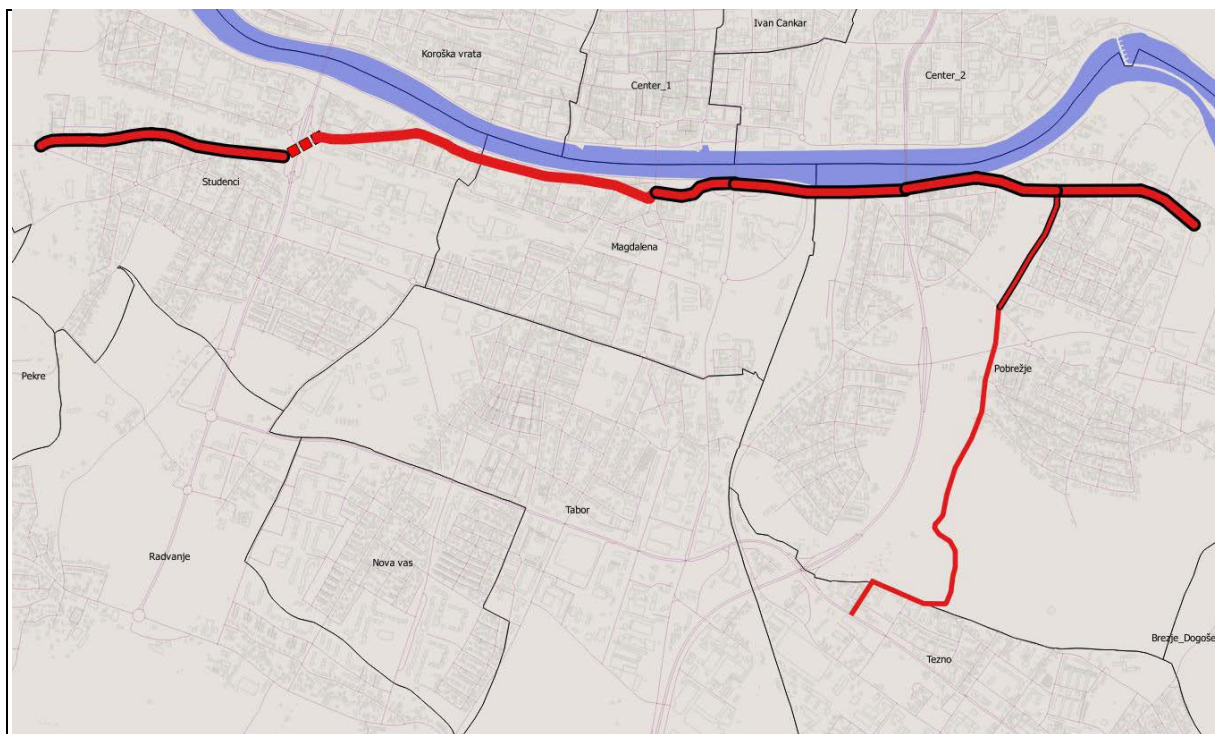 Ivan Cankar
Koroška vrata
Center_1
Center_2
Studenci
Magdalena
Pekre
Pobrežje
Tabor
Radvanje
Nova vas
Brezje_Dogoše
Tezno